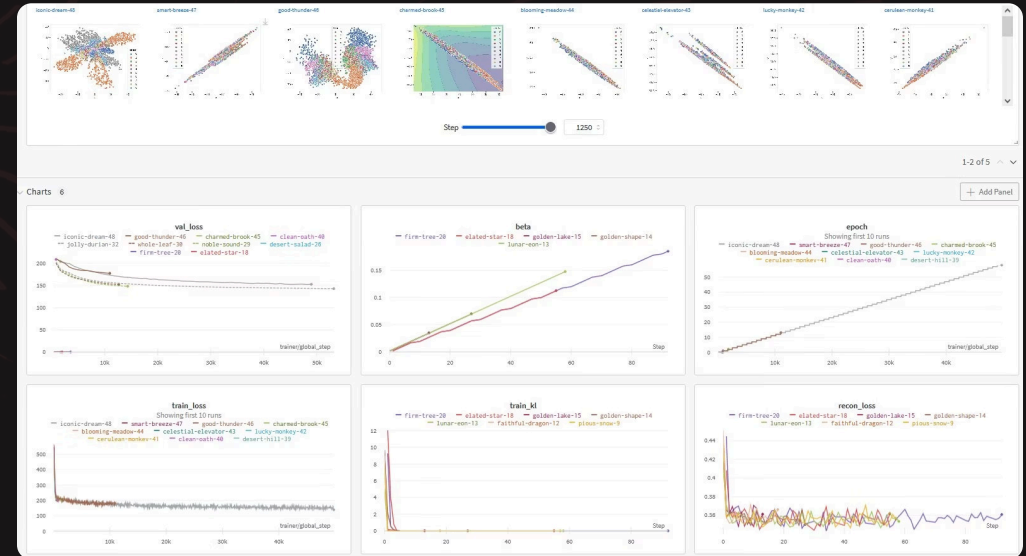 iconic-dream-48 smart-breeze-47 good-thunder-46 charmed-brook-45 blooming-meadow-44 celestial-elevator-43 lucky-monkey-42 cerulean-monkey-41
Step 1250
1-2 of 5
Charts 6
Add Panel
val_loss
iconic-dream-48 good-thunder-46 charmed-brook-45 clean-oath-40
jolly-durian-32 whole-leaf-30 noble-sound-29 desert-salad-26
firm-tree-20 elated-star-18
200
150
100
50
0
trainer/global_step
10k 20k 30k 40k
beta
firm-tree-20 elated-star-18 golden-lake-15 golden-shape-14
lunar-eon-13
0.15
0.1
0.05
0
Step
0 20 40 60 80
epoch
Showing first 10 runs
iconic-dream-48 smart-breeze-47 good-thunder-46 charmed-brook-45
blooming-meadow-44 celestial-elevator-43 lucky-monkey-42
cerulean-monkey-41 clean-oath-40 desert-hill-39
50
40
30
20
10
0
trainer/global_step
10k 20k 30k 40k
train_loss
Showing first 10 runs
iconic-dream-48 smart-breeze-47 good-thunder-46 charmed-brook-45
blooming-meadow-44 celestial-elevator-43 lucky-monkey-42
cerulean-monkey-41 clean-oath-40 desert-hill-39
500
400
300
200
100
0
trainer/global_step
10k 20k 30k 40k 50k
train_kl
firm-tree-20 elated-star-18 golden-lake-15 golden-shape-14
lunar-eon-13 faithful-dragon-12 pious-snow-9
12
10
8
6
4
2
0
Step
0 20 40 60 80
recon_loss
firm-tree-20 elated-star-18 golden-lake-15 golden-shape-14
lunar-eon-13 faithful-dragon-12 pious-snow-9
0.44
0.42
0.4
0.38
0.36
Step
0 20 40 60 80